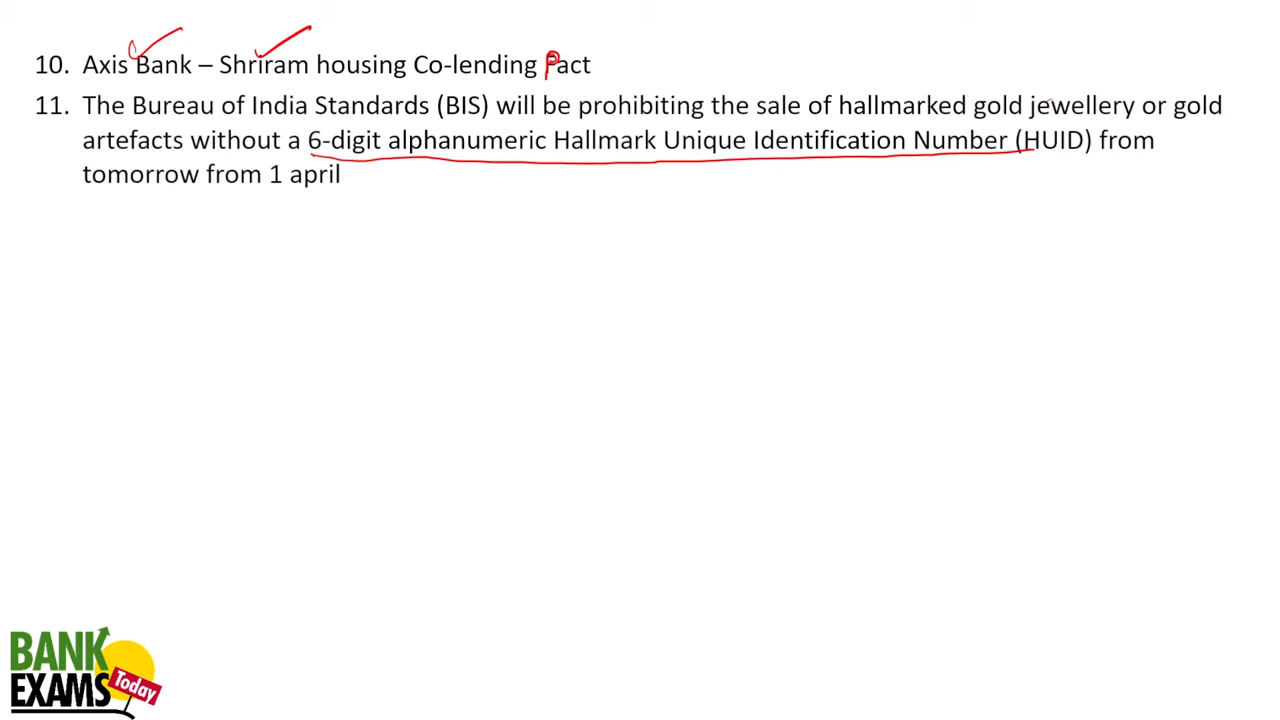 10. Axis Bank – Shriram housing Co-lending Pact
11. The Bureau of India Standards (BIS) will be prohibiting the sale of hallmarked gold jewellery or gold
artefacts without a 6-digit alphanumeric Hallmark Unique Identification Number (HUID) from
tomorrow from 1 april
BANK
EXAMS
Today